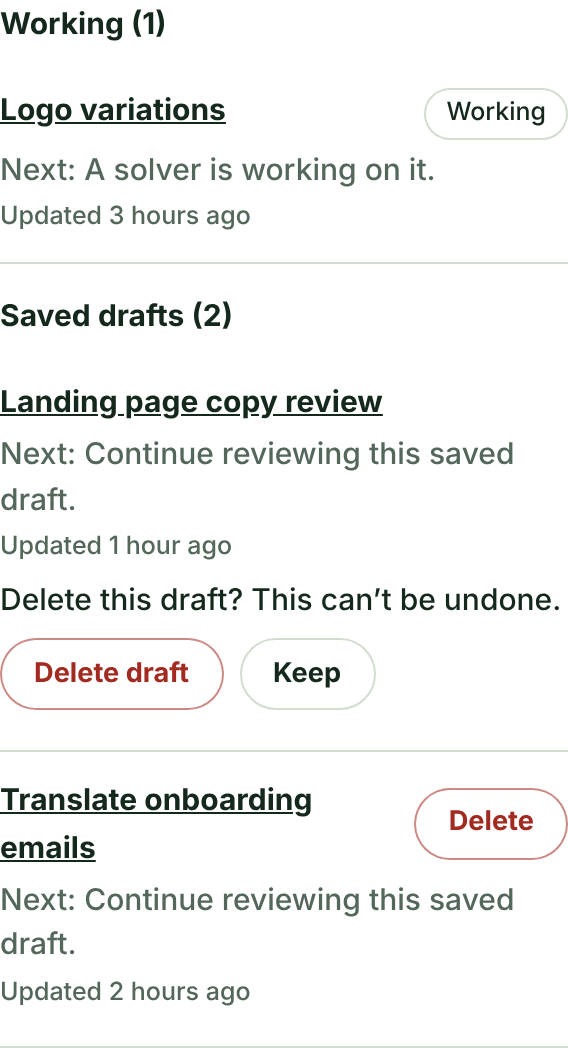 Working (1)
Logo variations
Working
Next: A solver is working on it.
Updated 3 hours ago
Saved drafts (2)
Landing page copy review
Next: Continue reviewing this saved
draft.
Updated 1 hour ago
Delete this draft? This can’t be undone.
Delete draft
Keep
Translate onboarding
emails
Delete
Next: Continue reviewing this saved
draft.
Updated 2 hours ago